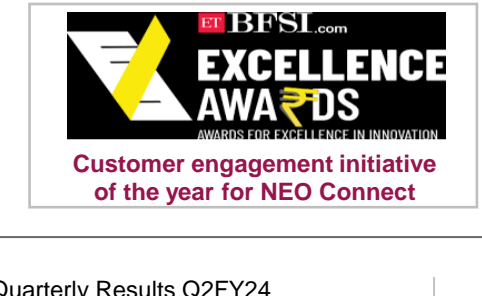 ET BFSI.com
EXCELLENCE
AWA₹DS
AWARDS FOR EXCELLENCE IN INNOVATION
Customer engagement initiative
of the year for NEO Connect
Quarterly Results Q2FY24